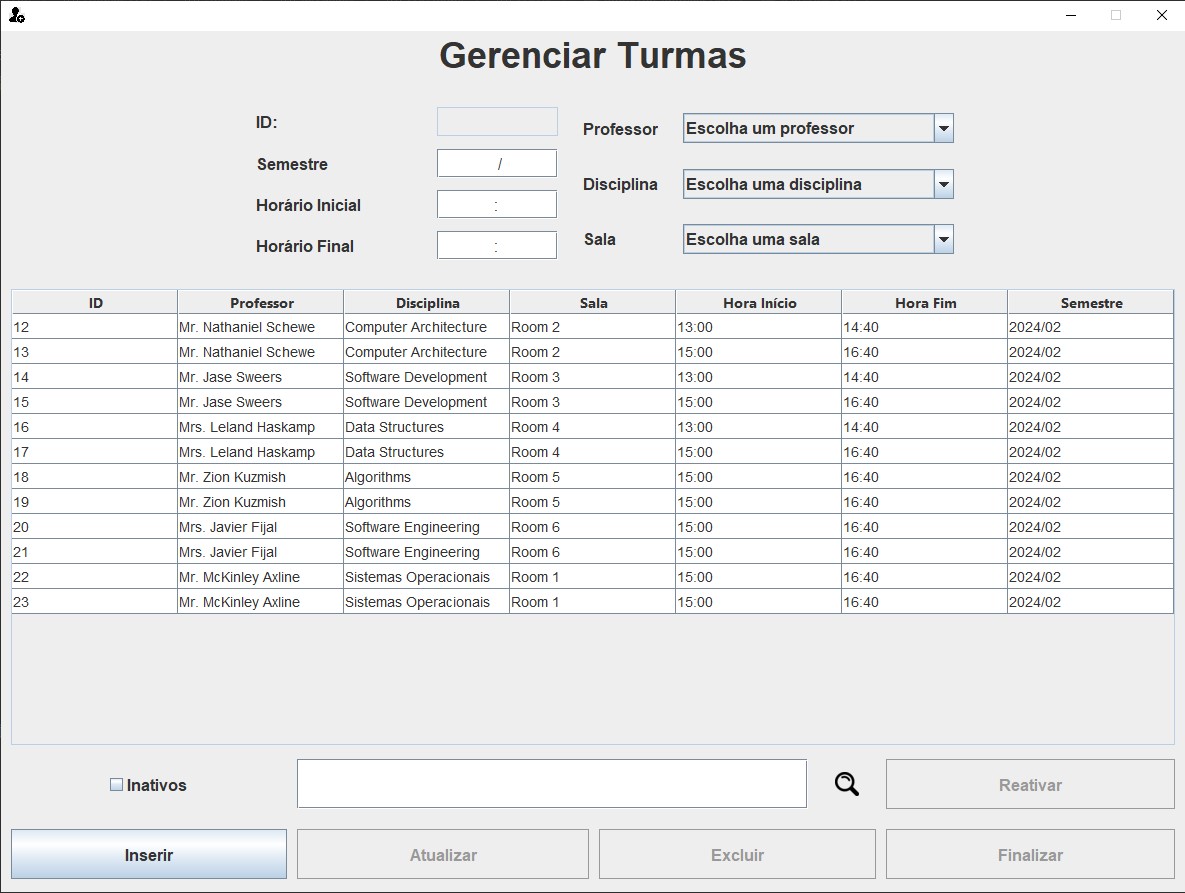 Gerenciar Turmas
ID:
Semestre /
Horário Inicial :
Horário Final :
Professor Escolha um professor
Disciplina Escolha uma disciplina
Sala Escolha uma sala
ID Professor Disciplina Sala Hora Início Hora Fim Semestre
12 Mr. Nathaniel Schewe Computer Architecture Room 2 13:00 14:40 2024/02
13 Mr. Nathaniel Schewe Computer Architecture Room 2 15:00 16:40 2024/02
14 Mr. Jase Sweers Software Development Room 3 13:00 14:40 2024/02
15 Mr. Jase Sweers Software Development Room 3 15:00 16:40 2024/02
16 Mrs. Leland Haskamp Data Structures Room 4 13:00 14:40 2024/02
17 Mrs. Leland Haskamp Data Structures Room 4 15:00 16:40 2024/02
18 Mr. Zion Kuzmish Algorithms Room 5 15:00 16:40 2024/02
19 Mr. Zion Kuzmish Algorithms Room 5 15:00 16:40 2024/02
20 Mrs. Javier Fijal Software Engineering Room 6 15:00 16:40 2024/02
21 Mrs. Javier Fijal Software Engineering Room 6 15:00 16:40 2024/02
22 Mr. McKinley Axline Sistemas Operacionais Room 1 15:00 16:40 2024/02
23 Mr. McKinley Axline Sistemas Operacionais Room 1 15:00 16:40 2024/02
Inativos Reativar
Inserir Atualizar Excluir Finalizar